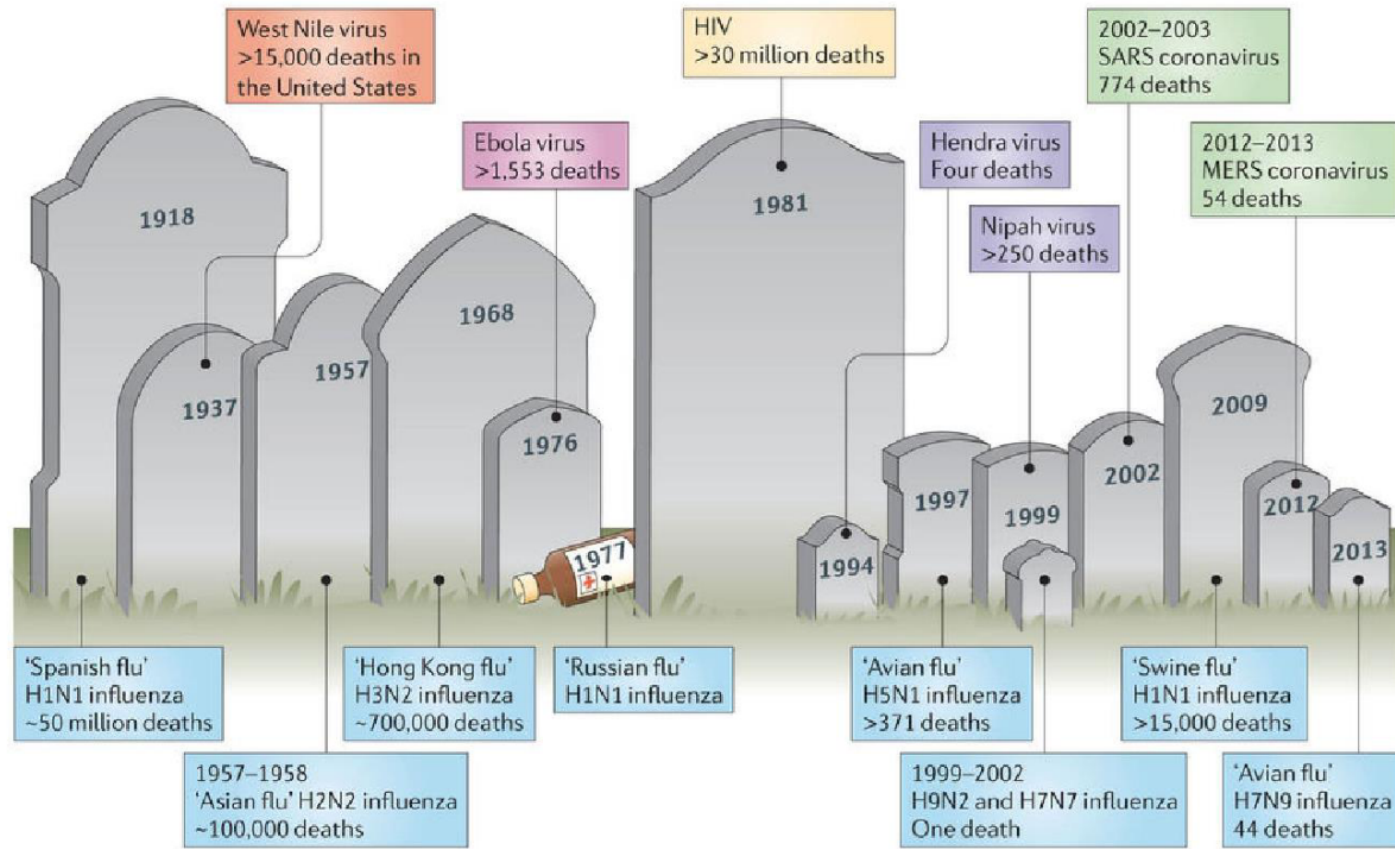 West Nile virus
>15,000 deaths in
the United States
HIV
>30 million deaths
2002–2003
SARS coronavirus
774 deaths
Ebola virus
>1,553 deaths
Hendra virus
Four deaths
2012–2013
MERS coronavirus
54 deaths
Nipah virus
>250 deaths
1918
1937
1957
1968
1976
1977
1981
1994
1997
1999
2002
2009
2012
2013
‘Spanish flu’
H1N1 influenza
~50 million deaths
‘Hong Kong flu’
H3N2 influenza
~700,000 deaths
‘Russian flu’
H1N1 influenza
‘Avian flu’
H5N1 influenza
>371 deaths
‘Swine flu’
H1N1 influenza
>15,000 deaths
1957–1958
‘Asian flu’ H2N2 influenza
~100,000 deaths
1999–2002
H9N2 and H7N7 influenza
One death
‘Avian flu’
H7N9 influenza
44 deaths